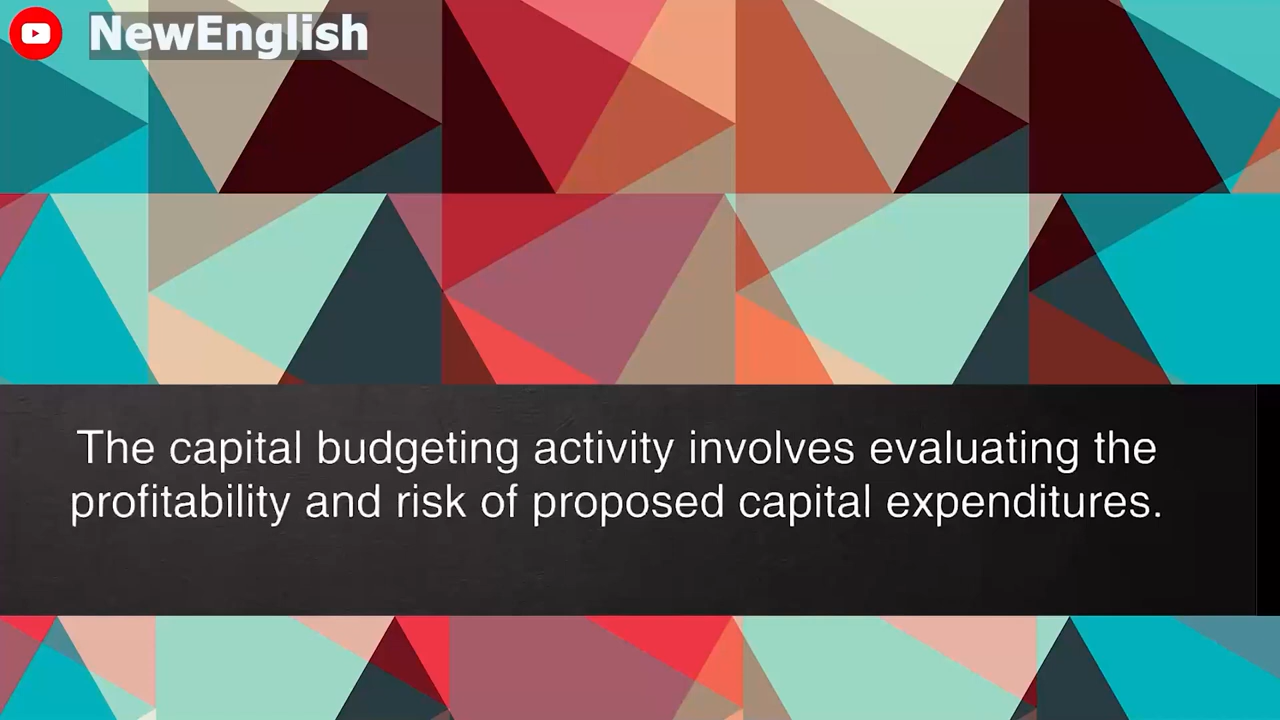 NewEnglish
The capital budgeting activity involves evaluating the
profitability and risk of proposed capital expenditures.